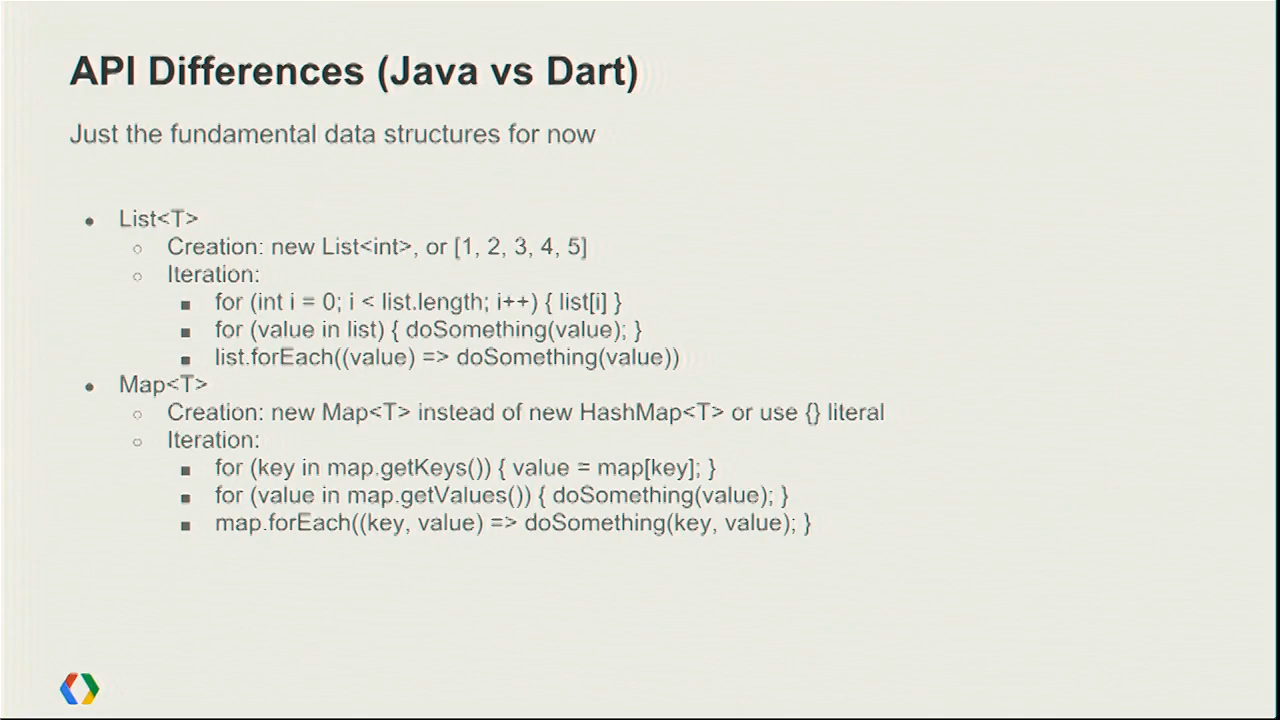 API Differences (Java vs Dart)
Just the fundamental data structures for now
● List<T>
○ Creation: new List<int>, or [1, 2, 3, 4, 5]
○ Iteration:
■ for (int i = 0; i < list.length; i++) { list[i] }
■ for (value in list) { doSomething(value); }
■ list.forEach((value) => doSomething(value))
● Map<T>
○ Creation: new Map<T> instead of new HashMap<T> or use {} literal
○ Iteration:
■ for (key in map.getKeys()) { value = map[key]; }
■ for (value in map.getValues()) { doSomething(value); }
■ map.forEach((key, value) => doSomething(key, value); }